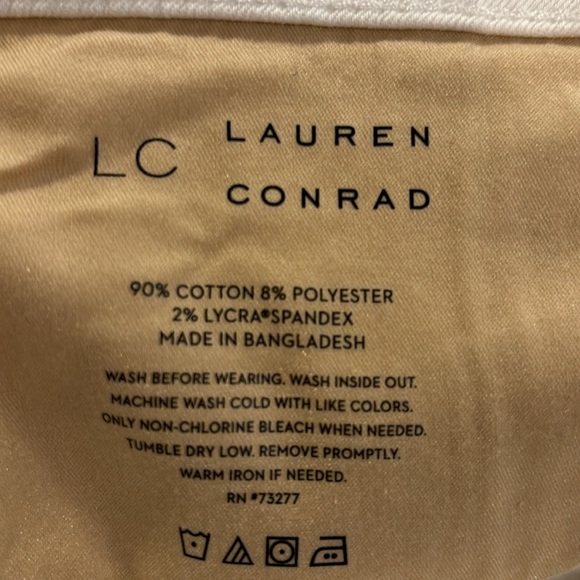 LC LAUREN
CONRAD
90% COTTON 8% POLYESTER
2% LYCRA®SPANDEX
MADE IN BANGLADESH
WASH BEFORE WEARING. WASH INSIDE OUT.
MACHINE WASH COLD WITH LIKE COLORS.
ONLY NON-CHLORINE BLEACH WHEN NEEDED.
TUMBLE DRY LOW. REMOVE PROMPTLY.
WARM IRON IF NEEDED.
RN #73277